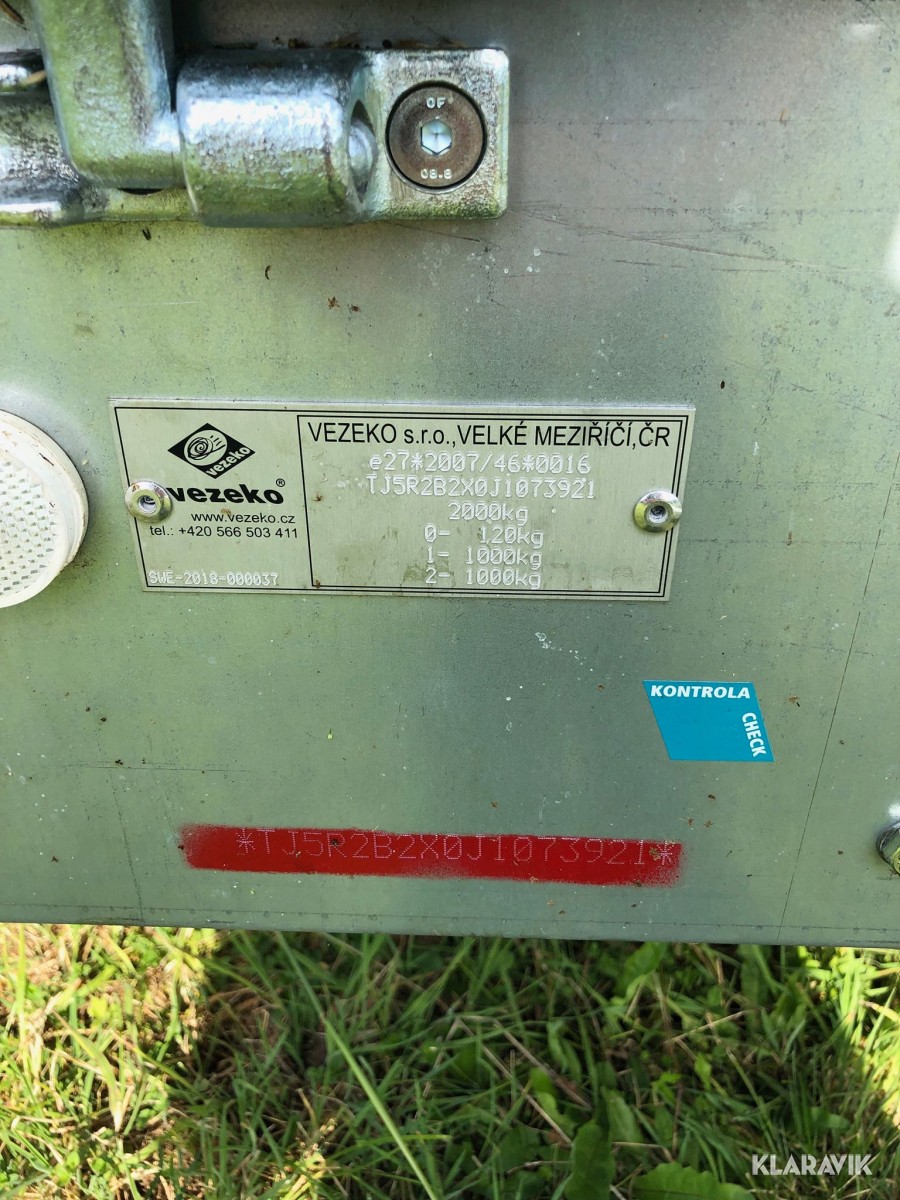 OF
08.8
vezeko
vezeko®
www.vezeko.cz
tel.: +420 566 503 411
SWE-2018-000037
VEZEKO s.r.o.,VELKÉ MEZIŘÍČÍ,ČR
e27*2007/46*0016
TJ5R2B2X0J1073921
2000kg
0- 120kg
1- 1000kg
2- 1000kg
KONTROLA
CHECK
*TJ5R2B2X0J1073921*
KLARAVIK